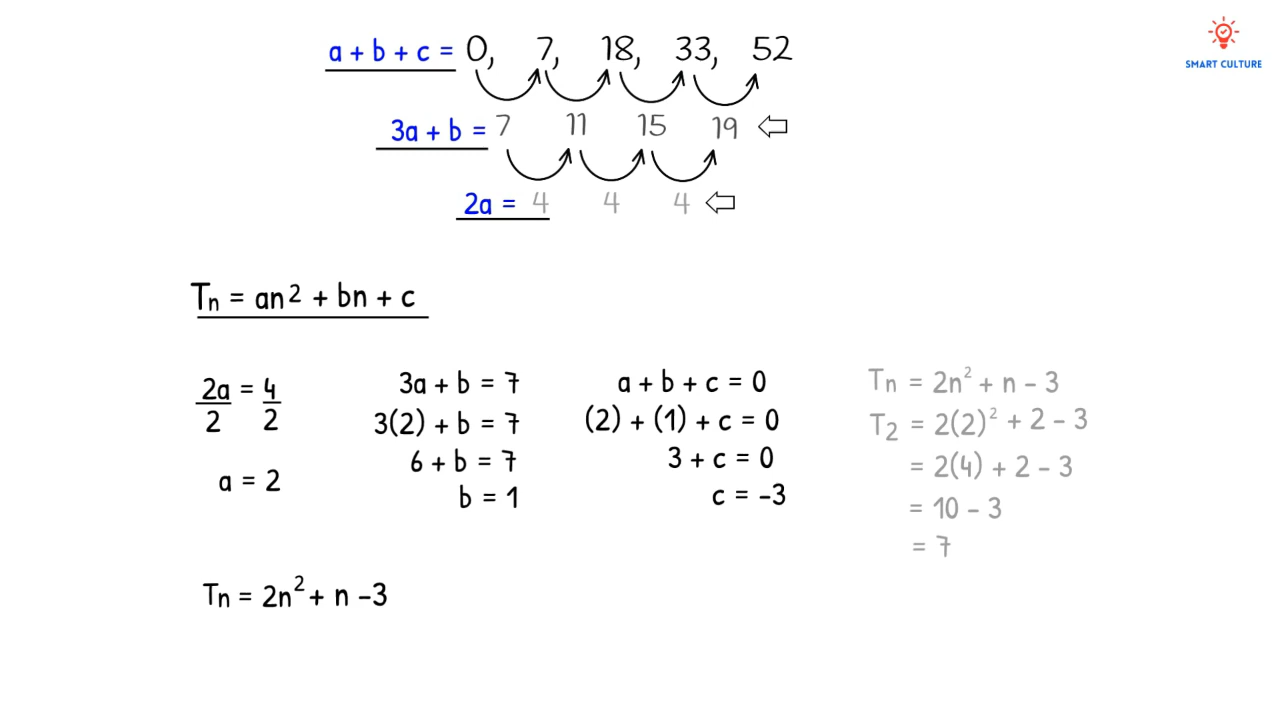 SMART CULTURE
a + b + c = 0, 7, 18, 33, 52
3a + b = 7 11 15 19
2a = 4 4 4
Tn = an² + bn + c
2a = 4
2 2
a = 2
3a + b = 7
3(2) + b = 7
6 + b = 7
b = 1
a + b + c = 0
(2) + (1) + c = 0
3 + c = 0
c = -3
Tn = 2n² + n - 3
T2 = 2(2)² + 2 - 3
= 2(4) + 2 - 3
= 10 - 3
= 7
Tn = 2n² + n -3